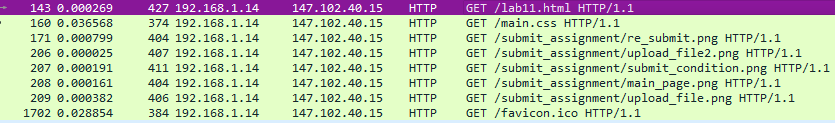 143 0.000269 427 192.168.1.14 147.102.40.15 HTTP GET /lab11.html HTTP/1.1
160 0.036568 374 192.168.1.14 147.102.40.15 HTTP GET /main.css HTTP/1.1
171 0.000799 404 192.168.1.14 147.102.40.15 HTTP GET /submit_assignment/re_submit.png HTTP/1.1
206 0.000025 407 192.168.1.14 147.102.40.15 HTTP GET /submit_assignment/upload_file2.png HTTP/1.1
207 0.000191 411 192.168.1.14 147.102.40.15 HTTP GET /submit_assignment/submit_condition.png HTTP/1.1
208 0.000161 404 192.168.1.14 147.102.40.15 HTTP GET /submit_assignment/main_page.png HTTP/1.1
209 0.000382 406 192.168.1.14 147.102.40.15 HTTP GET /submit_assignment/upload_file.png HTTP/1.1
1702 0.028854 384 192.168.1.14 147.102.40.15 HTTP GET /favicon.ico HTTP/1.1